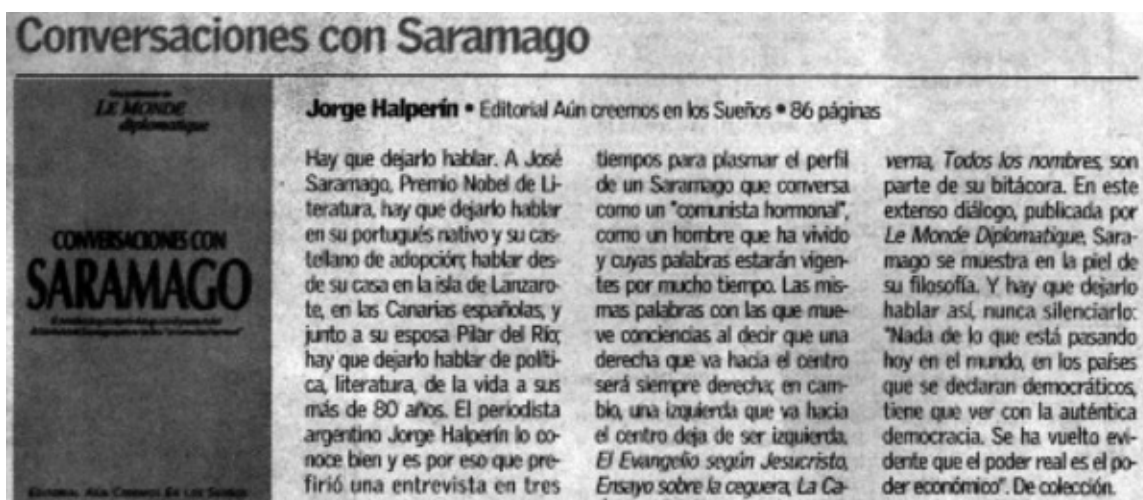 Conversaciones con Saramago
LE MONDE
diplomatique
CONVERSACIONES CON
SARAMAGO
EDITORIAL AÚN CREEMOS EN LOS SUEÑOS
Jorge Halperín • Editorial Aún creemos en los Sueños • 86 páginas
Hay que dejarlo hablar. A José
Saramago, Premio Nobel de Li-
teratura, hay que dejarlo hablar
en su portugués nativo y su cas-
tellano de adopción; hablar des-
de su casa en la isla de Lanzaro-
te, en las Canarias españolas, y
junto a su esposa Pilar del Río;
hay que dejarlo hablar de políti-
ca, literatura, de la vida a sus
más de 80 años. El periodista
argentino Jorge Halperín lo co-
noce bien y es por eso que pre-
firió una entrevista en tres
tiempos para plasmar el perfil
de un Saramago que conversa
como un "comunista hormonal",
como un hombre que ha vivido
y cuyas palabras estarán vigen-
tes por mucho tiempo. Las mis-
mas palabras con las que mue-
ve conciencias al decir que una
derecha que va hacia el centro
será siempre derecha; en cam-
bio, una izquierda que va hacia
el centro deja de ser izquierda.
El Evangelio según Jesucristo,
Ensayo sobre la ceguera, La Ca-
verna, Todos los nombres, son
parte de su bitácora. En este
extenso diálogo, publicada por
Le Monde Diplomatique, Sara-
mago se muestra en la piel de
su filosofía. Y hay que dejarlo
hablar así, nunca silenciarlo:
"Nada de lo que está pasando
hoy en el mundo, en los países
que se declaran democráticos,
tiene que ver con la auténtica
democracia. Se ha vuelto evi-
dente que el poder real es el po-
der económico". De colección.